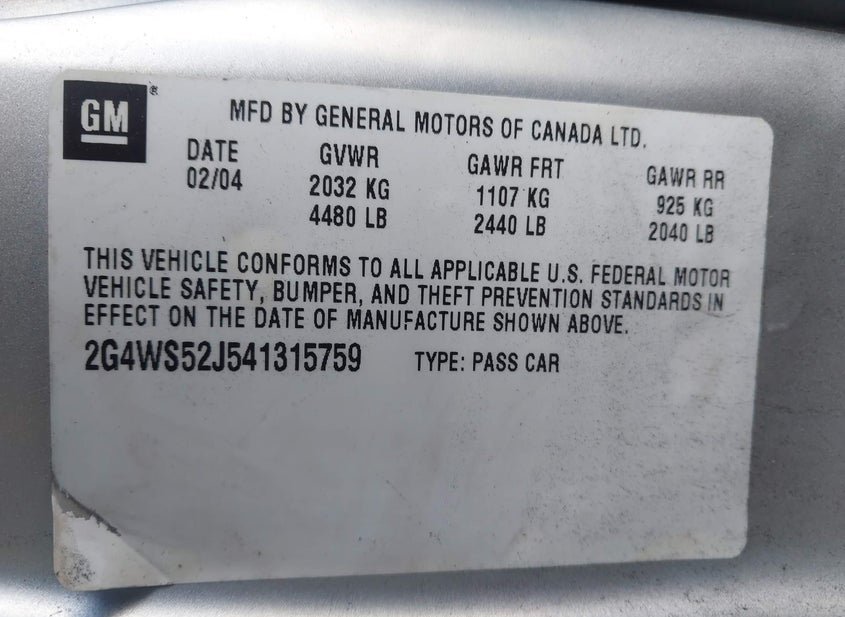 GM®
MFD BY GENERAL MOTORS OF CANADA LTD.
DATE GVWR GAWR FRT GAWR RR
02/04 2032 KG 1107 KG 925 KG
4480 LB 2440 LB 2040 LB
THIS VEHICLE CONFORMS TO ALL APPLICABLE U.S. FEDERAL MOTOR
VEHICLE SAFETY, BUMPER, AND THEFT PREVENTION STANDARDS IN
EFFECT ON THE DATE OF MANUFACTURE SHOWN ABOVE.
2G4WS52J541315759 TYPE: PASS CAR